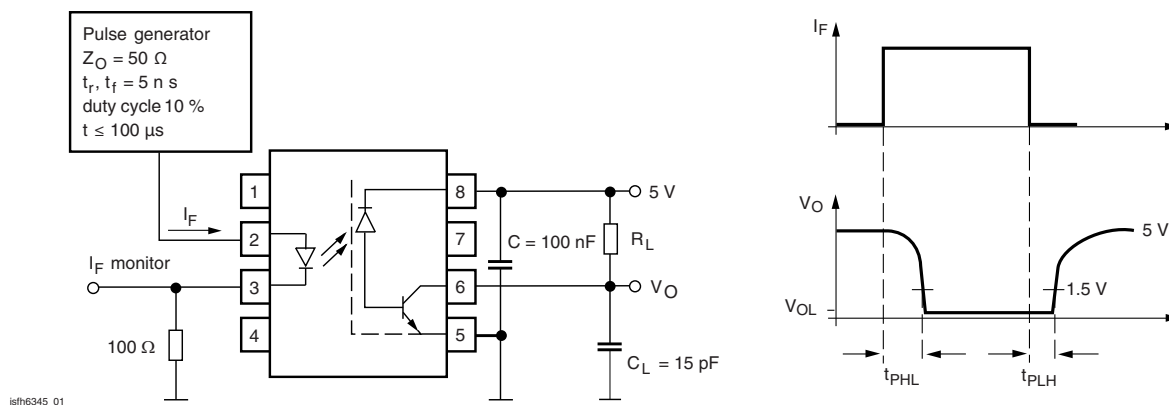 Pulse generator
Z_O = 50 Ω
t_r, t_f = 5 n s
duty cycle 10 %
t ≤ 100 μs
1
2
3
4
8
7
6
5
I_F
I_F monitor
100 Ω
5 V
C = 100 nF
R_L
V_O
C_L = 15 pF
isfh6345_01
I_F
V_O
5 V
1.5 V
V_OL
t_PHL
t_PLH